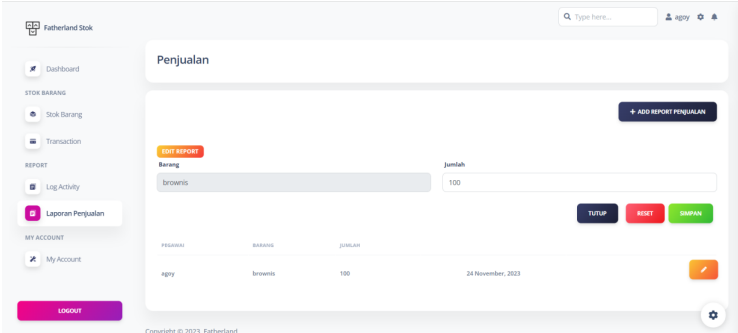 Fatherland Stok
Type here...
agoy
Dashboard
STOK BARANG
Stok Barang
Transaction
REPORT
Log Activity
Laporan Penjualan
MY ACCOUNT
My Account
LOGOUT
Penjualan
+ ADD REPORT PENJUALAN
EDIT REPORT
Barang
Jumlah
brownis
100
TUTUP
RESET
SIMPAN
PEGAWAI BARANG JUMLAH
agoy brownis 100 24 November, 2023
Copyright © 2023, Fatherland